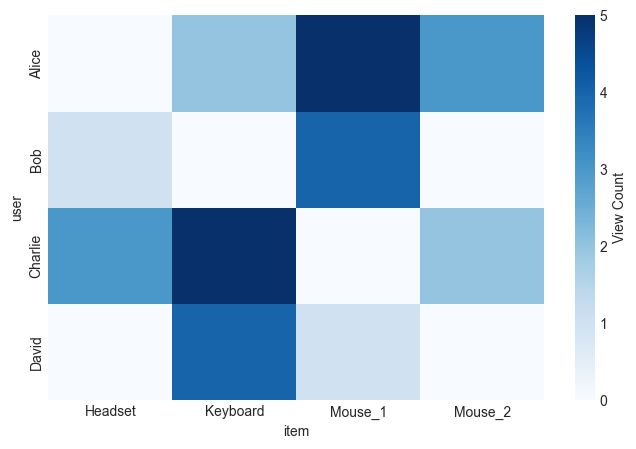 user
Alice
Bob
Charlie
David
Headset Keyboard Mouse_1 Mouse_2
item
5
4
3
2
1
0
View Count